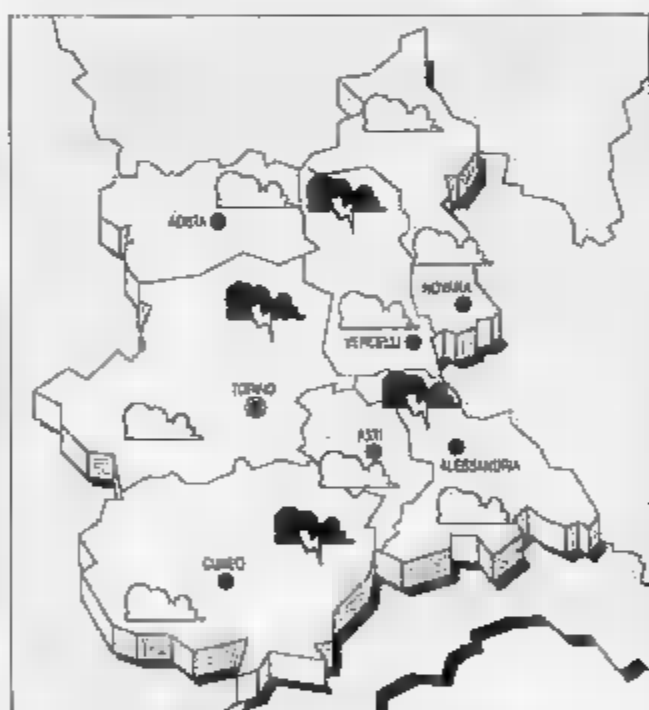 AOSTA
NOVARA
VERCELLI
TORINO
ASTI
ALESSANDRIA
CUNEO